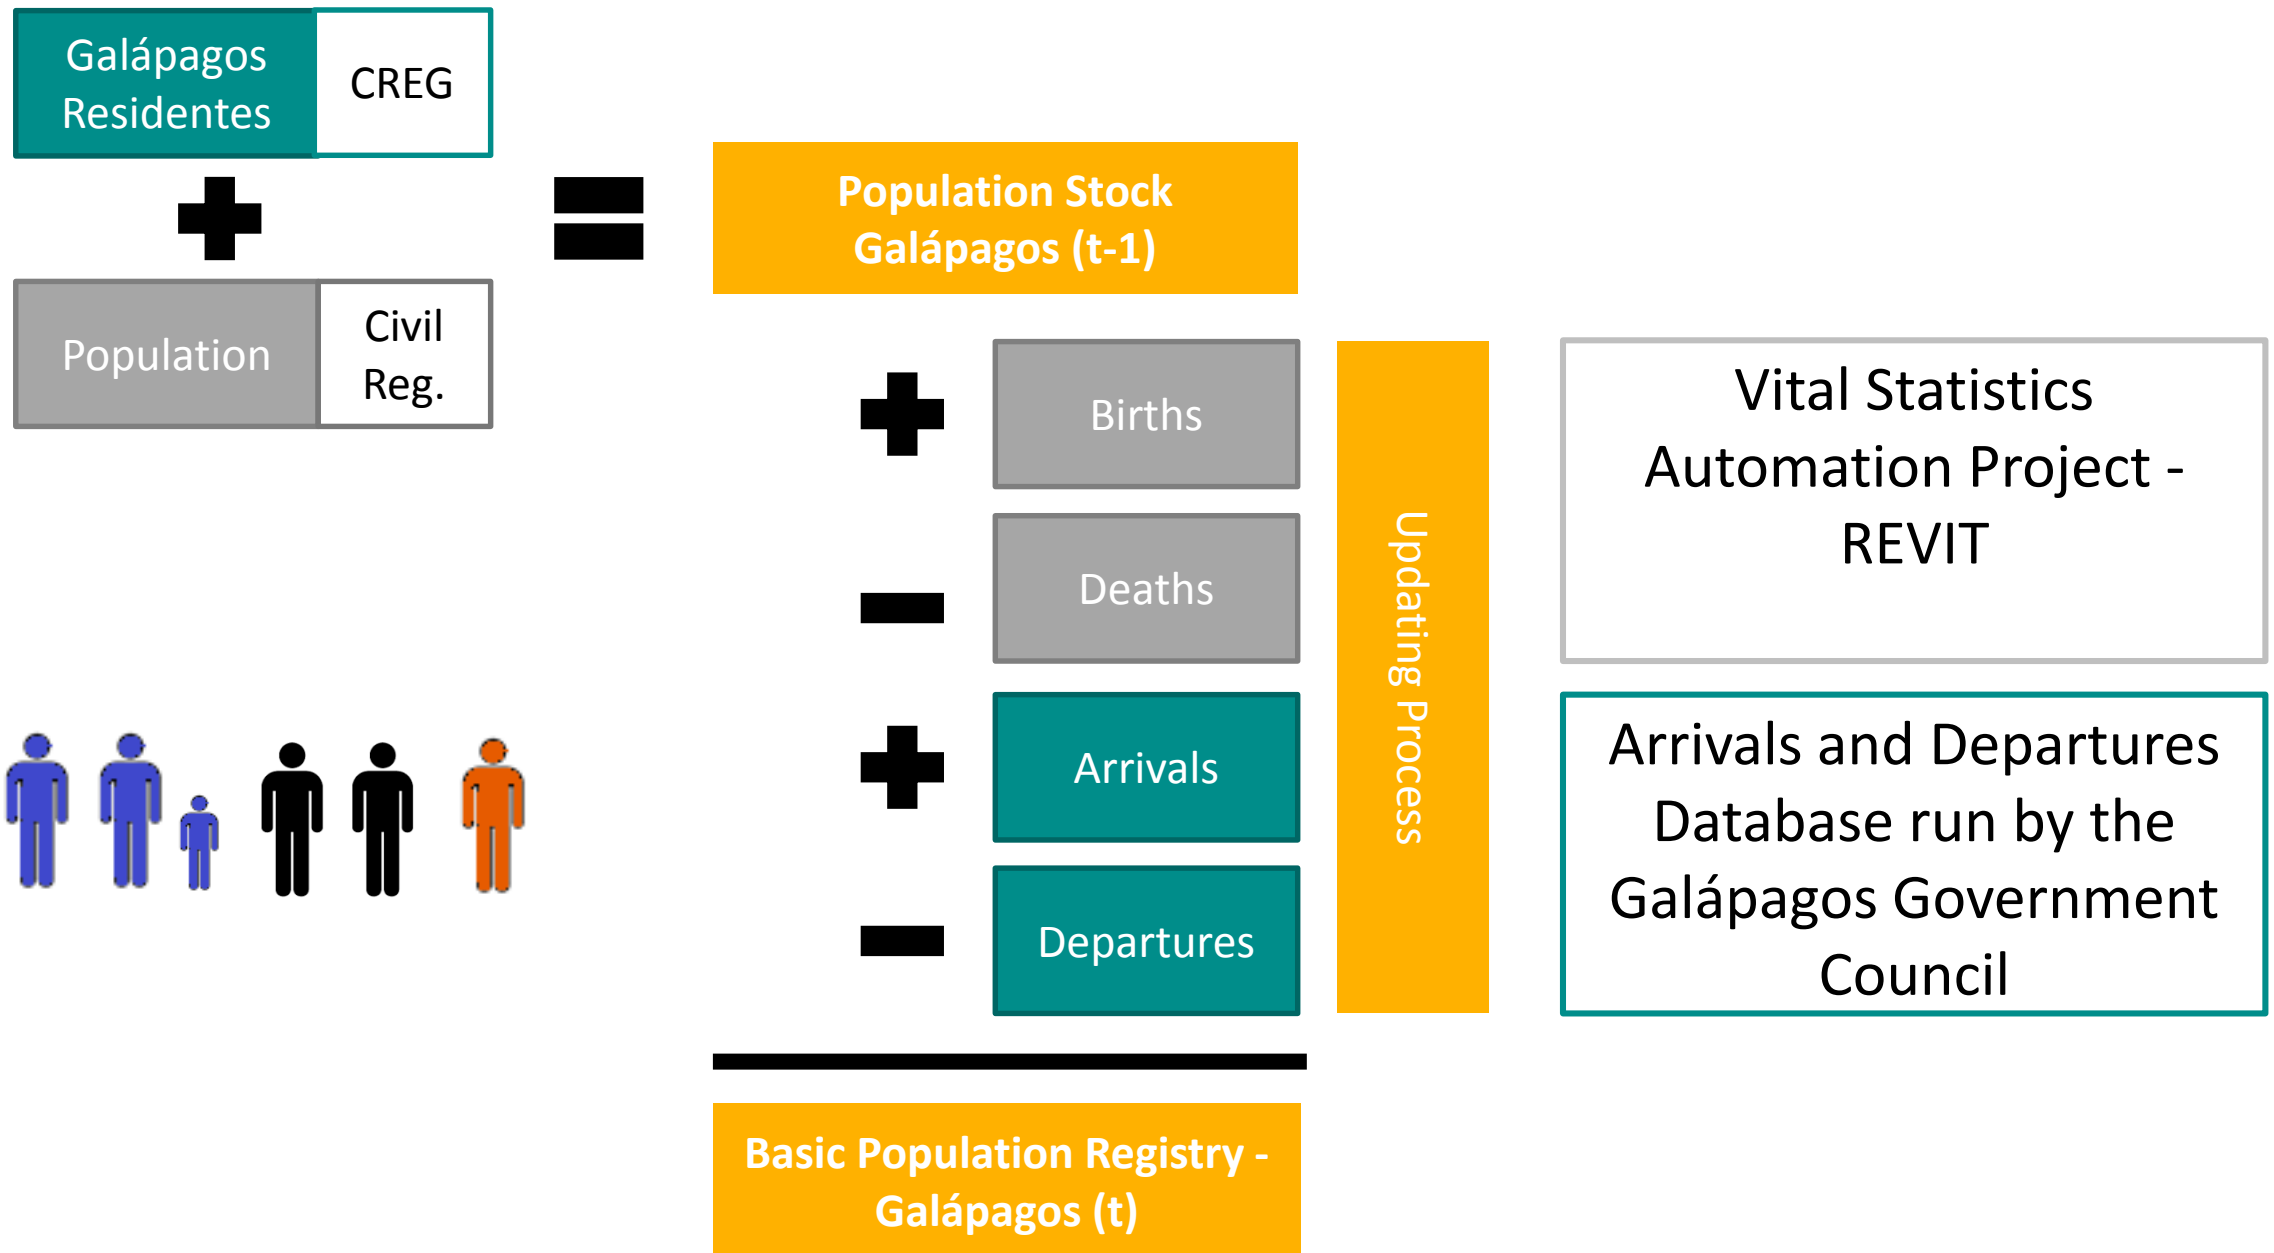 Galápagos
Residentes
CREG
Population
Civil
Reg.
Population Stock
Galápagos (t-1)
Births
Deaths
Arrivals
Departures
Updating Process
Vital Statistics
Automation Project -
REVIT
Arrivals and Departures
Database run by the
Galápagos Government
Council
Basic Population Registry -
Galápagos (t)